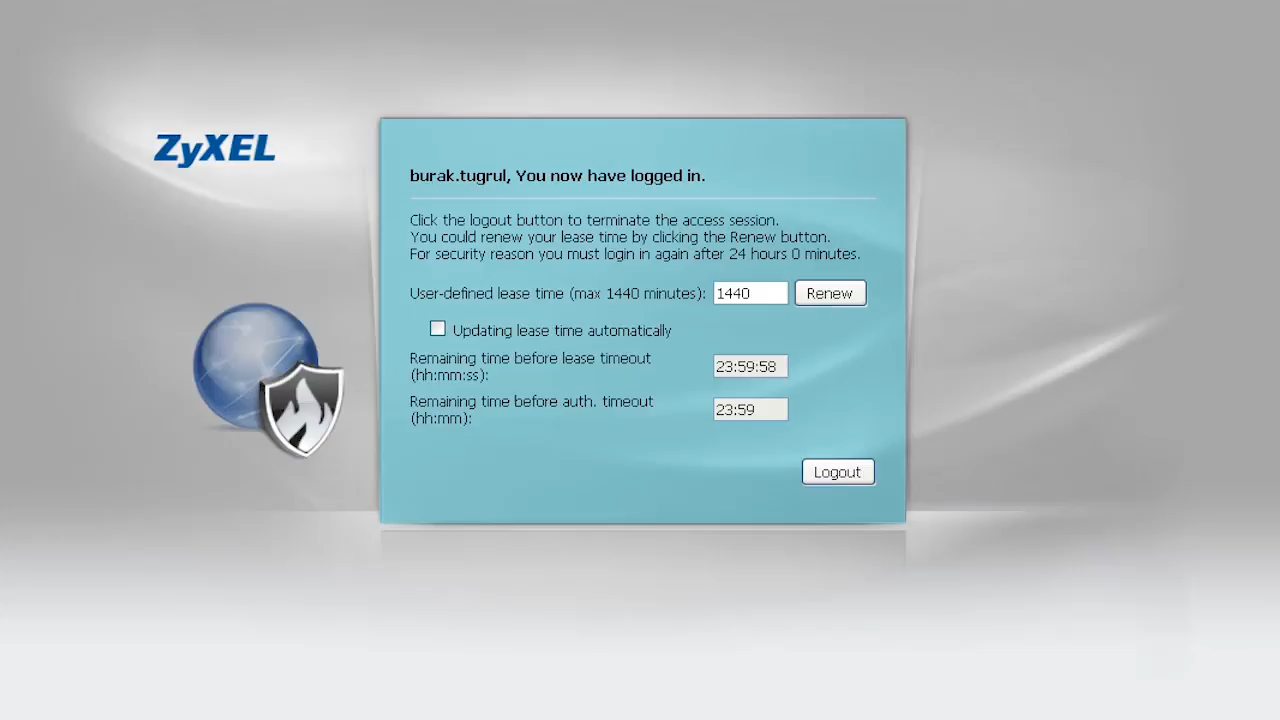 ZyXEL
burak.tugrul, You now have logged in.
Click the logout button to terminate the access session.
You could renew your lease time by clicking the Renew button.
For security reason you must login in again after 24 hours 0 minutes.
User-defined lease time (max 1440 minutes): 1440 Renew
Updating lease time automatically
Remaining time before lease timeout
(hh:mm:ss): 23:59:58
Remaining time before auth. timeout
(hh:mm): 23:59
Logout